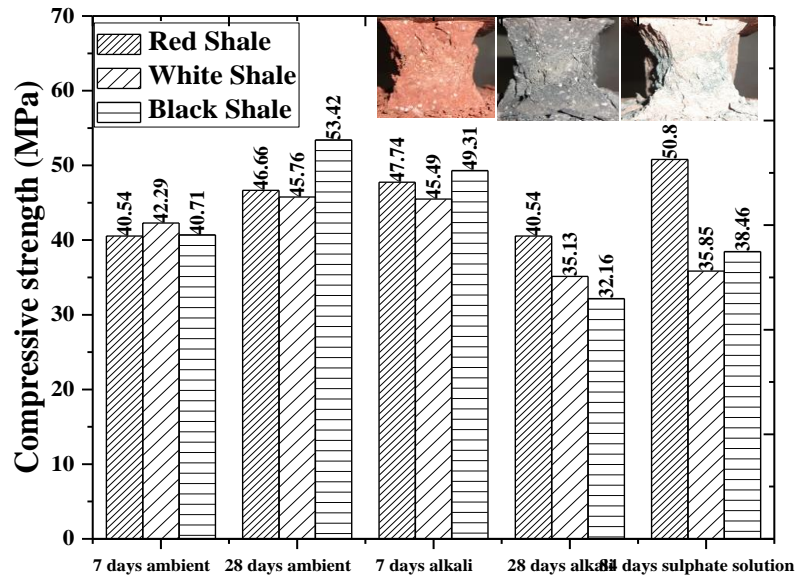 Compressive strength (MPa)
70
60
50
40
30
20
10
0
Red Shale
White Shale
Black Shale
40.54
42.29
40.71
46.66
45.76
53.42
47.74
45.49
49.31
40.54
35.13
32.16
50.8
35.85
38.46
7 days ambient
28 days ambient
7 days alkali
28 days alkali
84 days sulphate solution